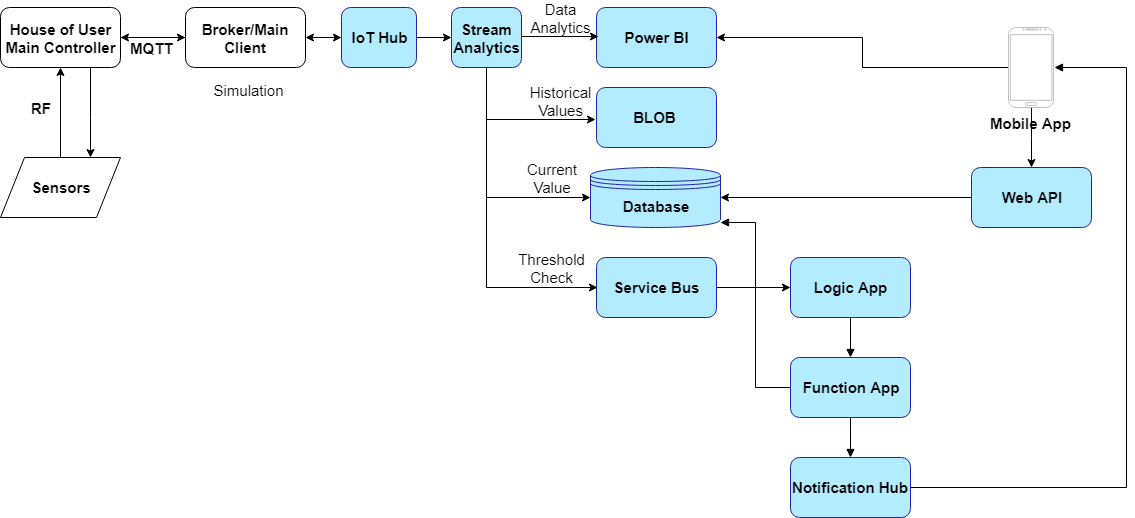 House of User
Main Controller
MQTT
Broker/Main
Client
Simulation
IoT Hub
Stream
Analytics
Data
Analytics
Power BI
Historical
Values
BLOB
Current
Value
Database
Threshold
Check
Service Bus
Logic App
Function App
Notification Hub
Mobile App
Web API
RF
Sensors